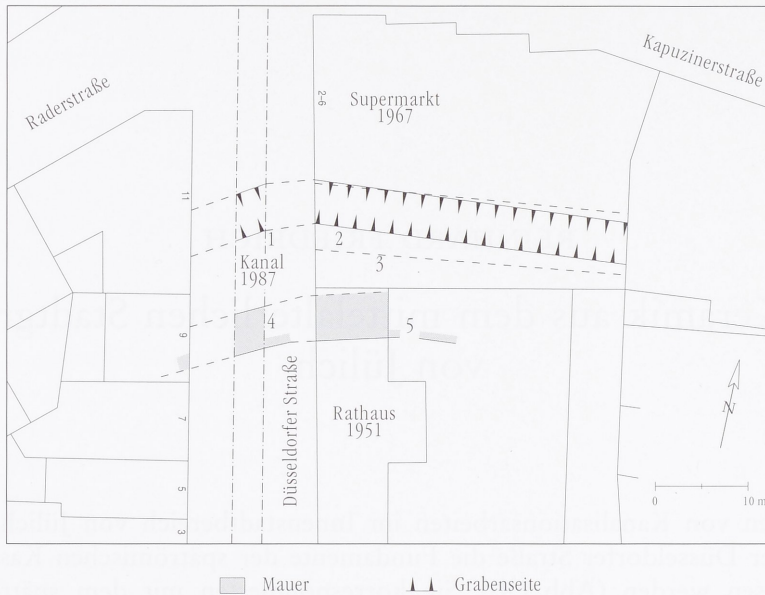 Raderstraße
Kapuzinerstraße
2-6
Supermarkt
1967
11
1
2
3
Kanal
1987
4
5
9
Düsseldorfer Straße
Rathaus
1951
7
N
5
0
10 m
3
Mauer
Grabenseite